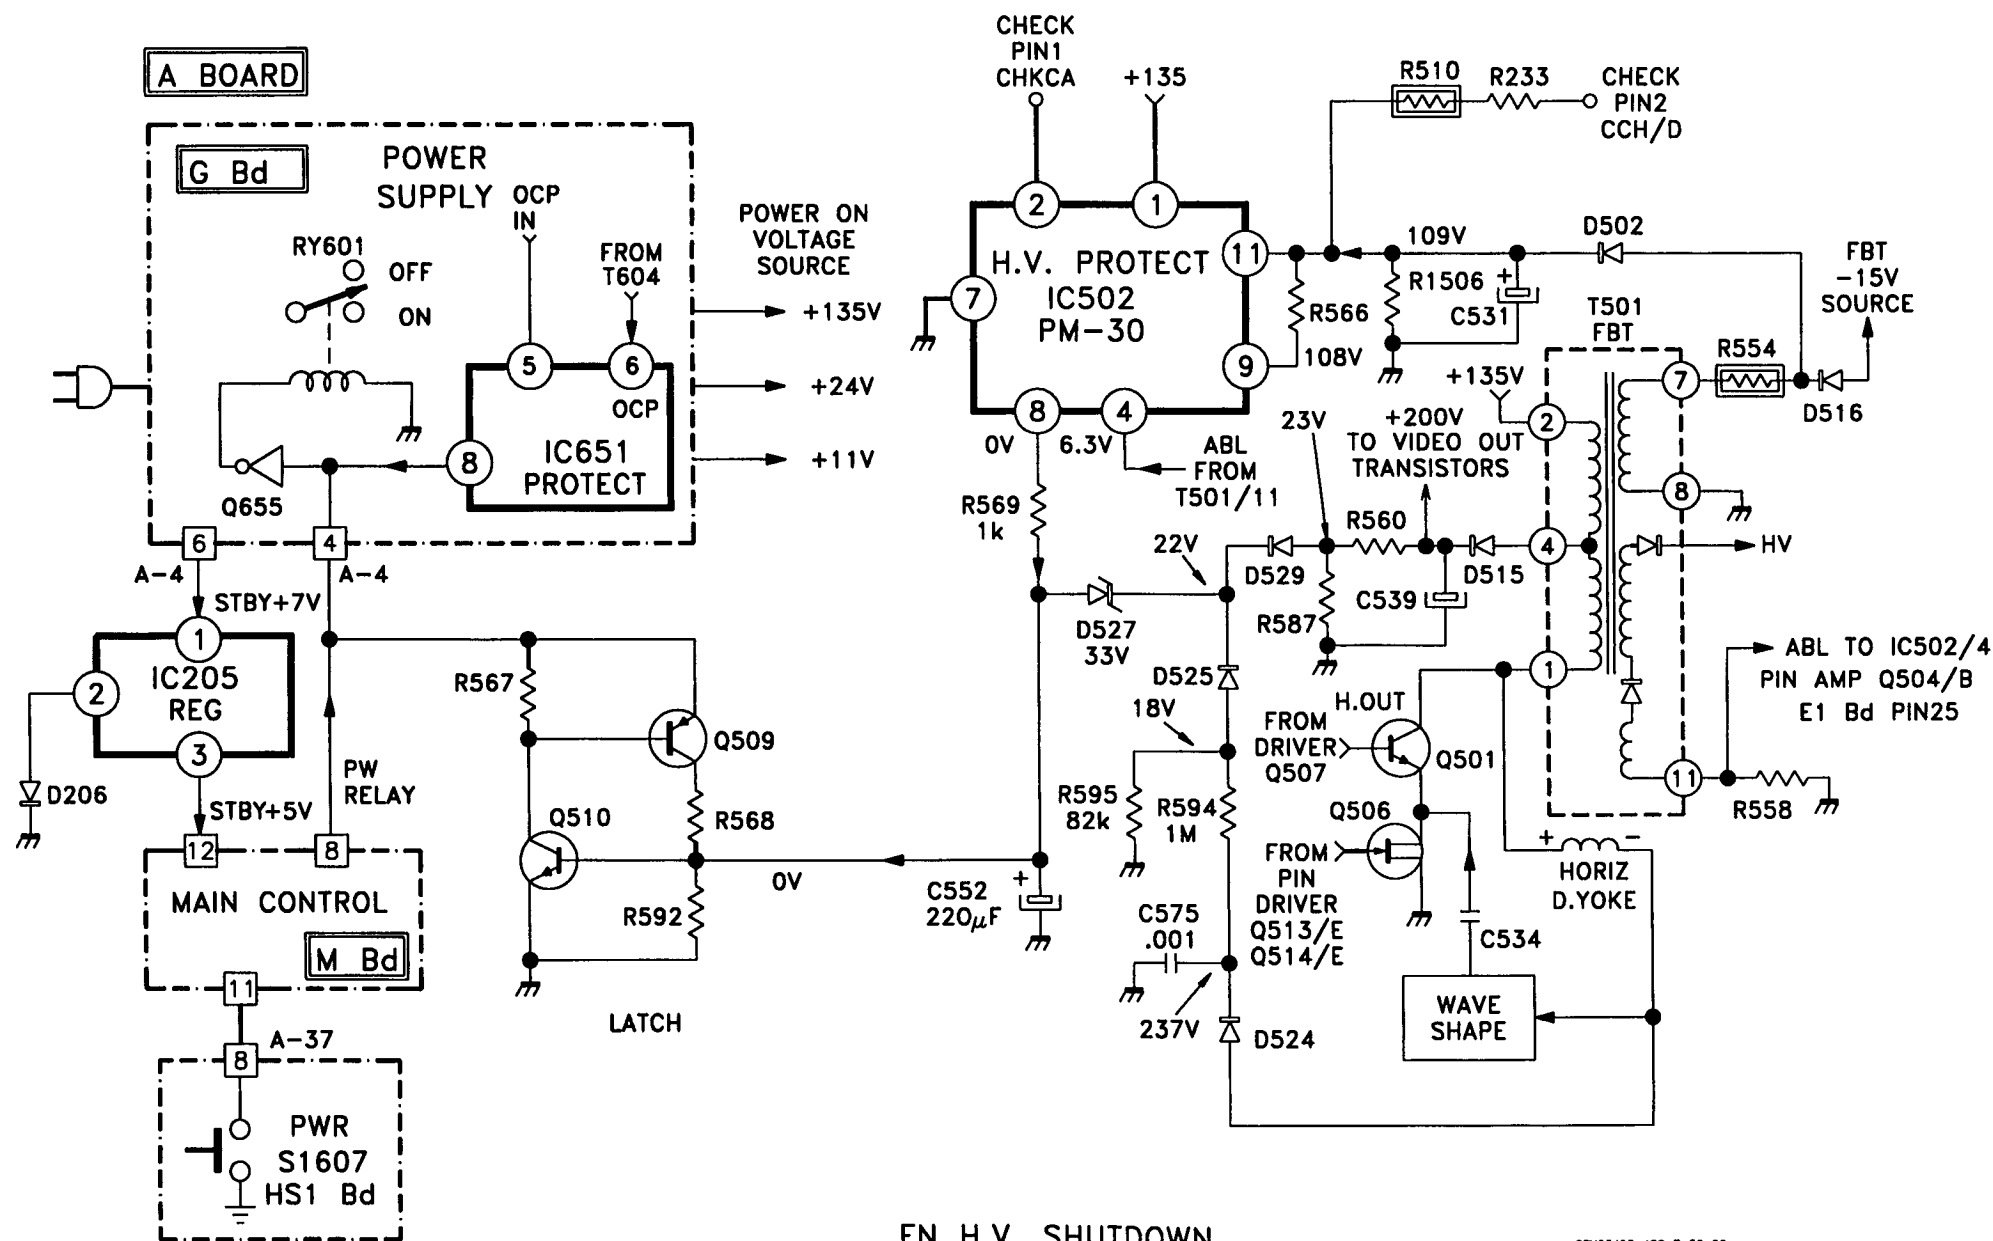 A BOARD
G Bd
POWER
SUPPLY
OCP
IN
RY601
OFF
ON
FROM
T604
5
6
OCP
IC651
PROTECT
8
Q655
6
4
A-4
A-4
POWER ON
VOLTAGE
SOURCE
+135V
+24V
+11V
STBY+7V
1
2
IC205
REG
3
D206
STBY+5V
PW
RELAY
12
8
MAIN CONTROL
M Bd
11
A-37
8
PWR
S1607
HS1 Bd
R567
Q509
Q510
R568
R592
0V
LATCH
CHECK
PIN1
CHKCA
+135
2
1
H.V. PROTECT
IC502
PM-30
7
11
9
8
4
0V
6.3V
ABL
FROM
T501/11
R569
1k
R510
R233
CHECK
PIN2
CCH/D
109V
D502
R566
R1506
C531
108V
FBT
-15V
SOURCE
T501
FBT
R554
D516
7
8
+135V
2
23V
+200V
TO VIDEO OUT
TRANSISTORS
22V
D529
R560
D515
4
C539
R587
HV
D527
33V
D525
18V
R595
82k
R594
1M
1
H.OUT
FROM
DRIVER
Q507
Q501
Q506
FROM
PIN
DRIVER
Q513/E
Q514/E
ABL TO IC502/4
PIN AMP Q504/B
E1 Bd PIN25
11
R558
+
-
HORIZ
D.YOKE
C534
WAVE
SHAPE
+
C552
220µF
C575
.001
237V
D524
EN H.V. SHUTDOWN